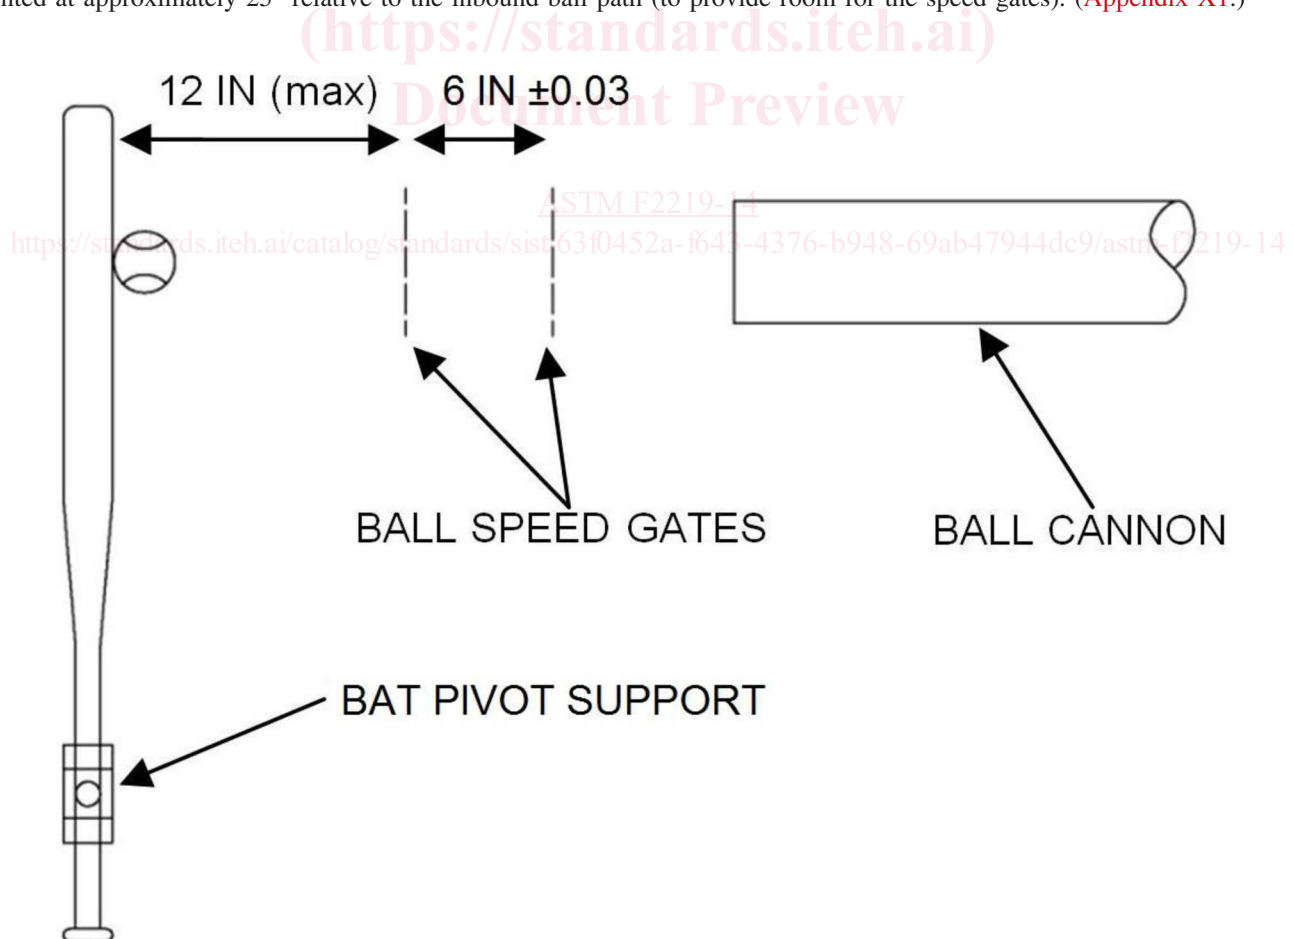 nted at approximately 25° relative to the inbound ball path (to provide room for the speed gates). (Appendix X1.)
(https://standards.iteh.ai)
12 IN (max) 6 IN ±0.03
Document Preview
ASTM F2219-14
https://standards.iteh.ai/catalog/standards/sist/63f0452a-f643-4376-b948-69ab47944dc9/astm-f2219-14
BALL SPEED GATES
BALL CANNON
BAT PIVOT SUPPORT